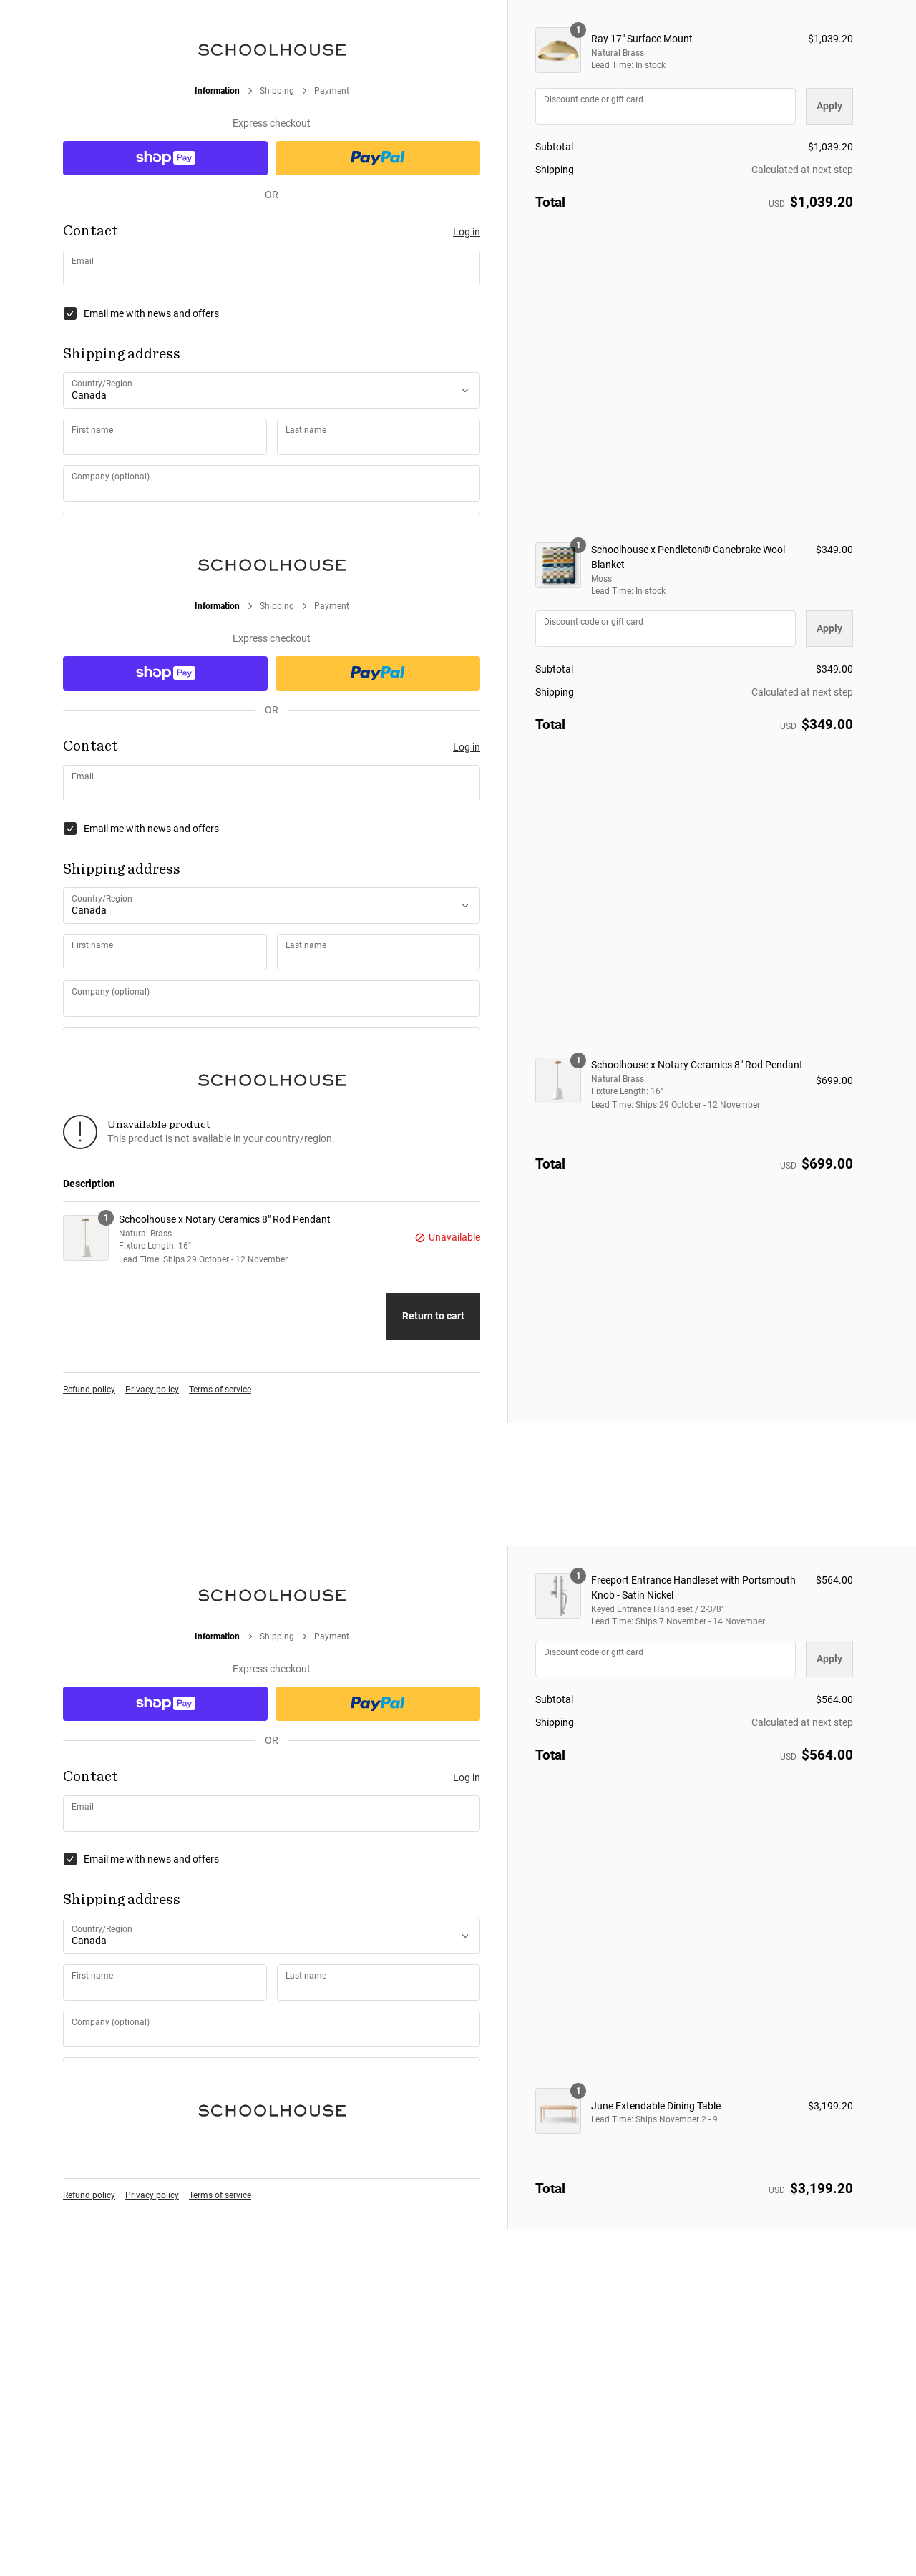 SCHOOLHOUSE
Information
Shipping
Payment
Express checkout
shop Pay
PayPal
OR
Contact
Log in
Email
Email me with news and offers
Shipping address
Country/Region
Canada
First name
Last name
Company (optional)
1
Ray 17" Surface Mount
$1,039.20
Natural Brass
Lead Time: In stock
Discount code or gift card
Apply
Subtotal
$1,039.20
Shipping
Calculated at next step
Total
USD $1,039.20
SCHOOLHOUSE
Information
Shipping
Payment
Express checkout
shop Pay
PayPal
OR
Contact
Log in
Email
Email me with news and offers
Shipping address
Country/Region
Canada
First name
Last name
Company (optional)
1
Schoolhouse x Pendleton® Canebrake Wool
Blanket
$349.00
Moss
Lead Time: In stock
Discount code or gift card
Apply
Subtotal
$349.00
Shipping
Calculated at next step
Total
USD $349.00
SCHOOLHOUSE
Unavailable product
This product is not available in your country/region.
Description
1
Schoolhouse x Notary Ceramics 8" Rod Pendant
Natural Brass
Fixture Length: 16"
Lead Time: Ships 29 October - 12 November
Unavailable
Return to cart
Refund policy
Privacy policy
Terms of service
1
Schoolhouse x Notary Ceramics 8" Rod Pendant
Natural Brass
Fixture Length: 16"
Lead Time: Ships 29 October - 12 November
$699.00
Total
USD $699.00
SCHOOLHOUSE
Information
Shipping
Payment
Express checkout
shop Pay
PayPal
OR
Contact
Log in
Email
Email me with news and offers
Shipping address
Country/Region
Canada
First name
Last name
Company (optional)
1
Freeport Entrance Handleset with Portsmouth
Knob - Satin Nickel
$564.00
Keyed Entrance Handleset / 2-3/8"
Lead Time: Ships 7 November - 14 November
Discount code or gift card
Apply
Subtotal
$564.00
Shipping
Calculated at next step
Total
USD $564.00
SCHOOLHOUSE
Refund policy
Privacy policy
Terms of service
1
June Extendable Dining Table
Lead Time: Ships November 2 - 9
$3,199.20
Total
USD $3,199.20